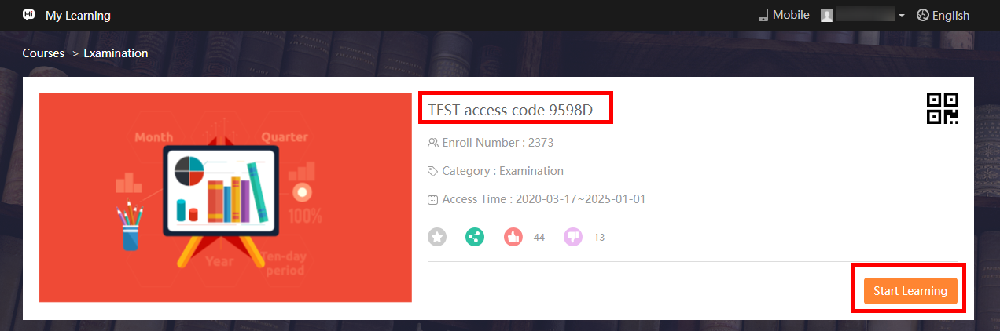 Hi My Learning
Mobile
English
Courses > Examination
Month
Quarter
100%
Year
Ten-day
period
TEST access code 9598D
Enroll Number : 2373
Category : Examination
Access Time : 2020-03-17~2025-01-01
44
13
Start Learning